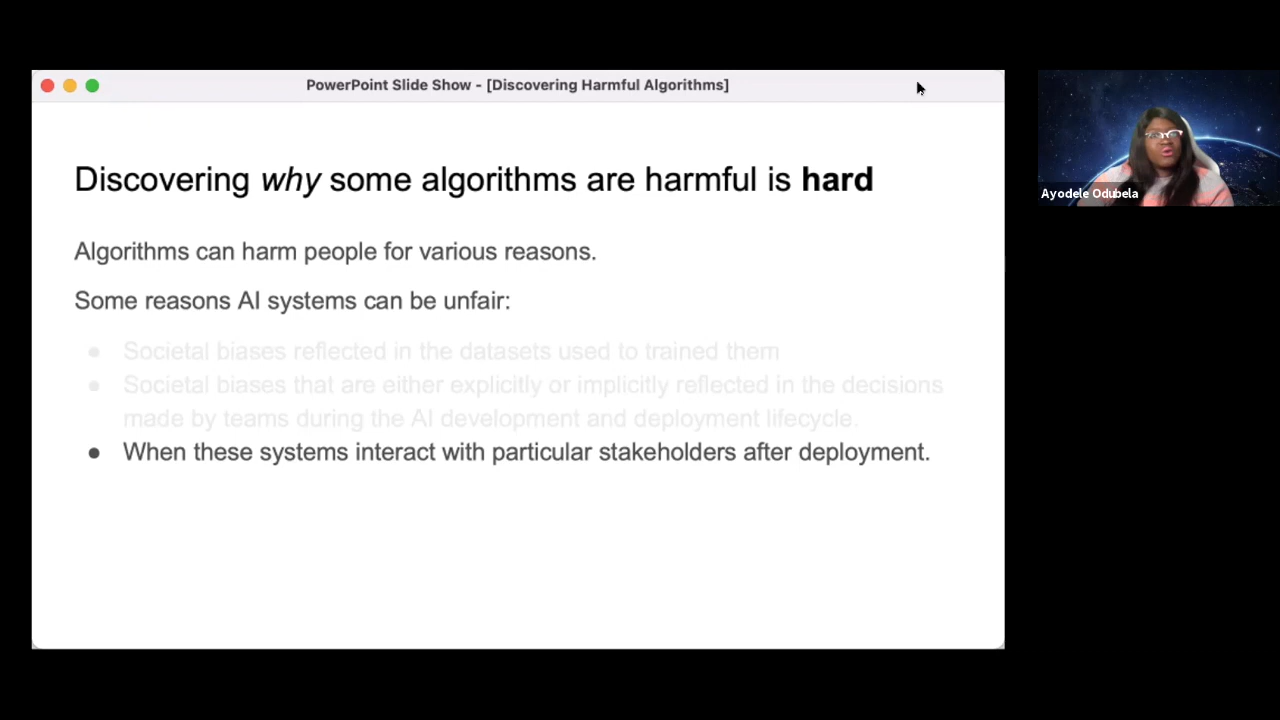 PowerPoint Slide Show - [Discovering Harmful Algorithms]
Discovering why some algorithms are harmful is hard
Algorithms can harm people for various reasons.
Some reasons AI systems can be unfair:
● Societal biases reflected in the datasets used to trained them
● Societal biases that are either explicitly or implicitly reflected in the decisions
made by teams during the AI development and deployment lifecycle.
● When these systems interact with particular stakeholders after deployment.
Ayodele Odubela